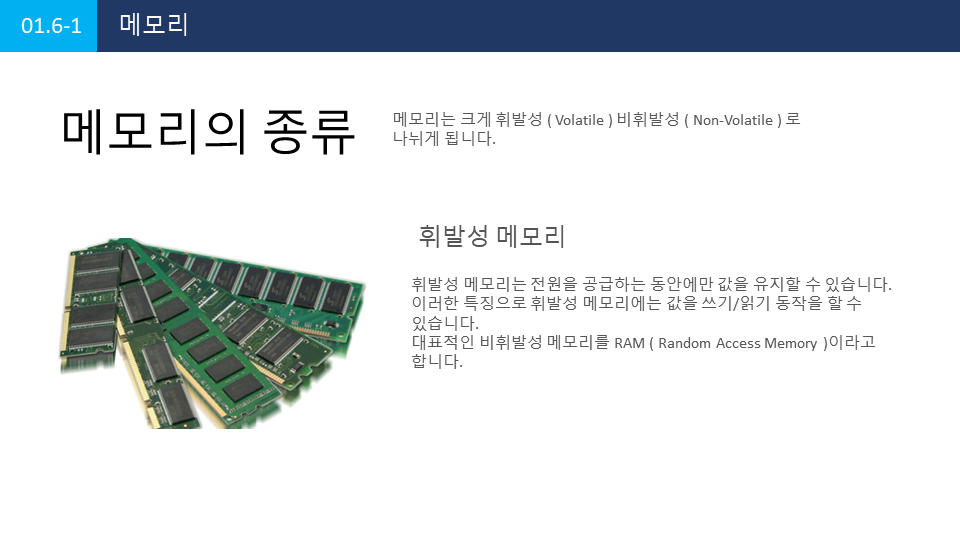 01.6-1
메모리
메모리의 종류
메모리는 크게 휘발성 ( Volatile ) 비휘발성 ( Non-Volatile ) 로
나뉘게 됩니다.
휘발성 메모리
휘발성 메모리는 전원을 공급하는 동안에만 값을 유지할 수 있습니다.
이러한 특징으로 휘발성 메모리에는 값을 쓰기/읽기 동작을 할 수
있습니다.
대표적인 비휘발성 메모리를 RAM ( Random Access Memory )이라고
합니다.